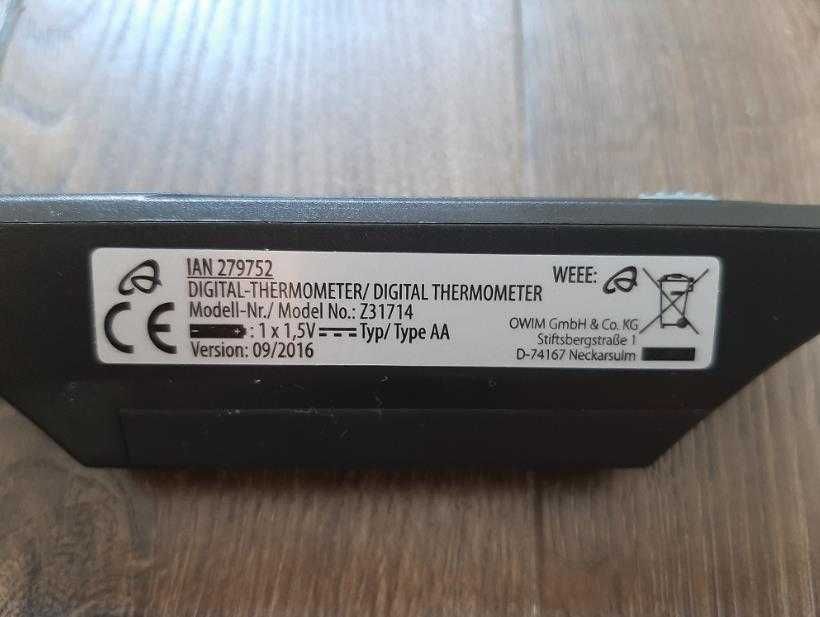 IAN 279752
DIGITAL-THERMOMETER/ DIGITAL THERMOMETER
Modell-Nr./ Model No.: Z31714
: 1 x 1,5V Typ/ Type AA
Version: 09/2016
CE
WEEE:
OWIM GmbH & Co. KG
Stiftsbergstraße 1
D-74167 Neckarsulm